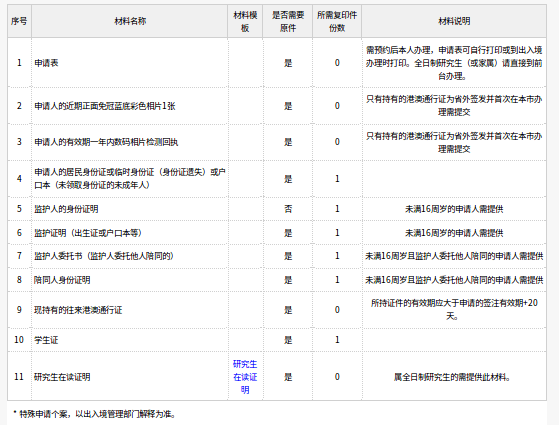 序号 材料名称 材料模板 是否需要原件 所需复印件份数 材料说明
1 申请表 是 0 需预约后本人办理，申请表可自行打印或到出入境办理时打印。全日制研究生（或家属）请直接到前台办理。
2 申请人的近期正面免冠蓝底彩色相片1张 是 0 只有持有的港澳通行证为省外签发并首次在本市办理需提交
3 申请人的有效期一年内数码相片检测回执 是 0 只有持有的港澳通行证为省外签发并首次在本市办理需提交
4 申请人的居民身份证或临时身份证（身份证遗失）或户口本（未领取身份证的未成年人） 是 1
5 监护人的身份证明 否 1 未满16周岁的申请人需提供
6 监护证明（出生证或户口本等） 是 1 未满16周岁的申请人需提供
7 监护人委托书（监护人委托他人陪同的） 是 1 未满16周岁且监护人委托他人陪同的申请人需提供
8 陪同人身份证明 是 1 未满16周岁且监护人委托他人陪同的申请人需提供
9 现持有的往来港澳通行证 是 0 所持证件的有效期应大于申请的签注有效期+20天。
10 学生证 是 1
11 研究生在读证明 研究生在读证明 是 0 属全日制研究生的需提供此材料。
* 特殊申请个案，以出入境管理部门解释为准。